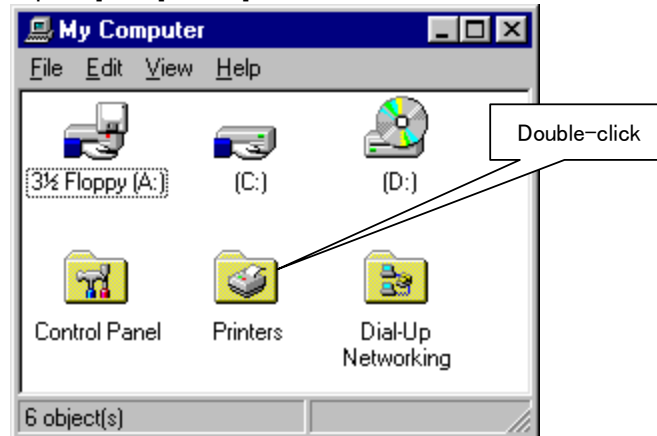 My Computer
File Edit View Help
Double-click
3½ Floppy (A:)
(C:)
(D:)
Control Panel
Printers
Dial-Up
Networking
6 object(s)